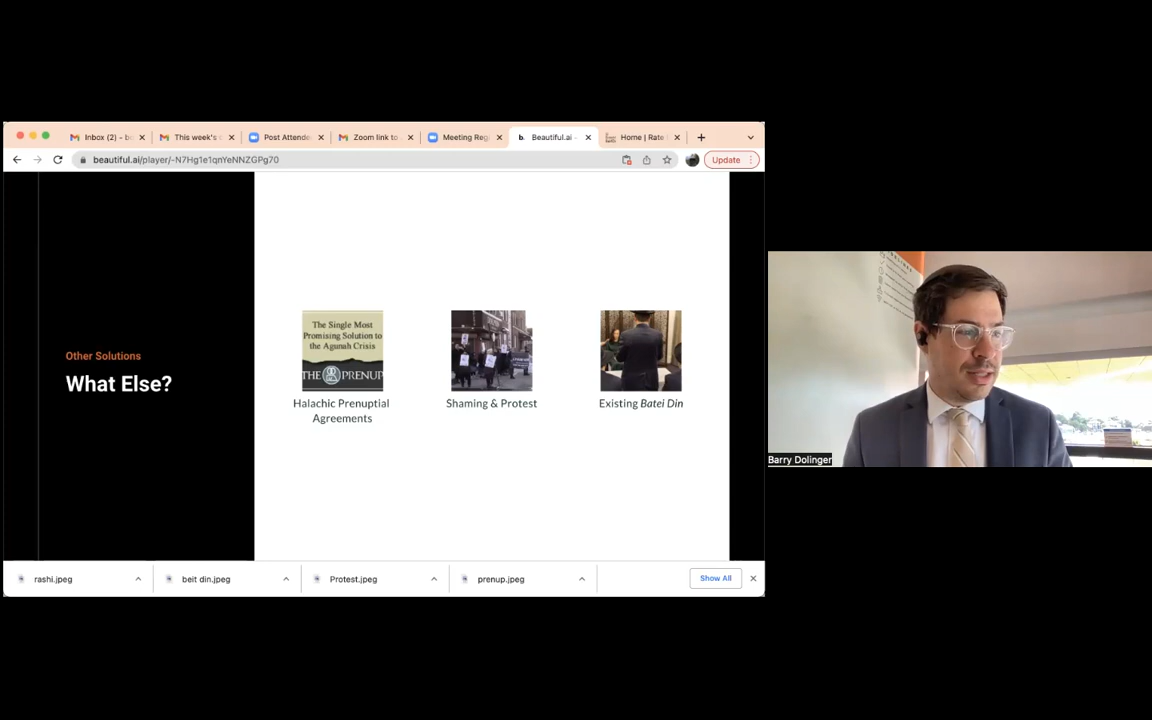 Inbox (2) - b
This week's
Post Attende
Zoom link to
Meeting Reg
b. Beautiful.ai -
Home | Rate
beautiful.ai/player/-N7Hg1e1qnYeNNZGPg70
Update
Other Solutions
What Else?
The Single Most
Promising Solution to
the Agunah Crisis
THE PRENUP
Halachic Prenuptial
Agreements
Shaming & Protest
Existing Batei Din
Barry Dolinger
rashi.jpeg
beit din.jpeg
Protest.jpeg
prenup.jpeg
Show All